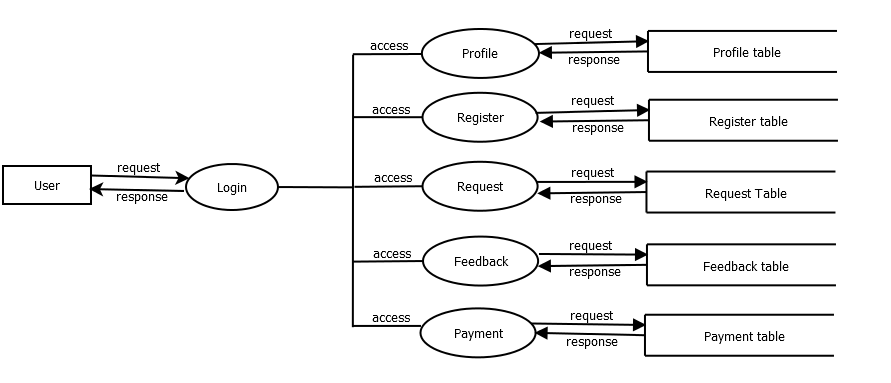 User
request
response
Login
access
Profile
request
response
Profile table
access
Register
request
response
Register table
access
Request
request
response
Request Table
access
Feedback
request
response
Feedback table
access
Payment
request
response
Payment table